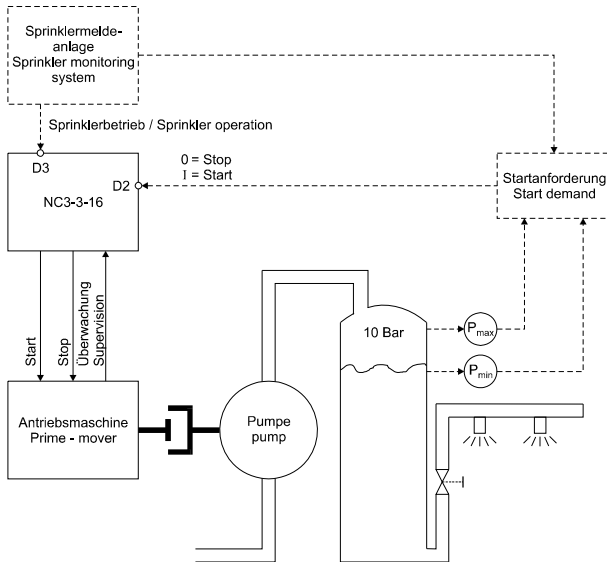 Sprinklermelde-
anlage
Sprinkler monitoring
system
Sprinklerbetrieb / Sprinkler operation
D3
NC3-3-16
D2
0 = Stop
I = Start
Startanforderung
Start demand
Start
Stop
Überwachung
Supervision
10 Bar
Pmax
Pmin
Antriebsmaschine
Prime - mover
Pumpe
pump